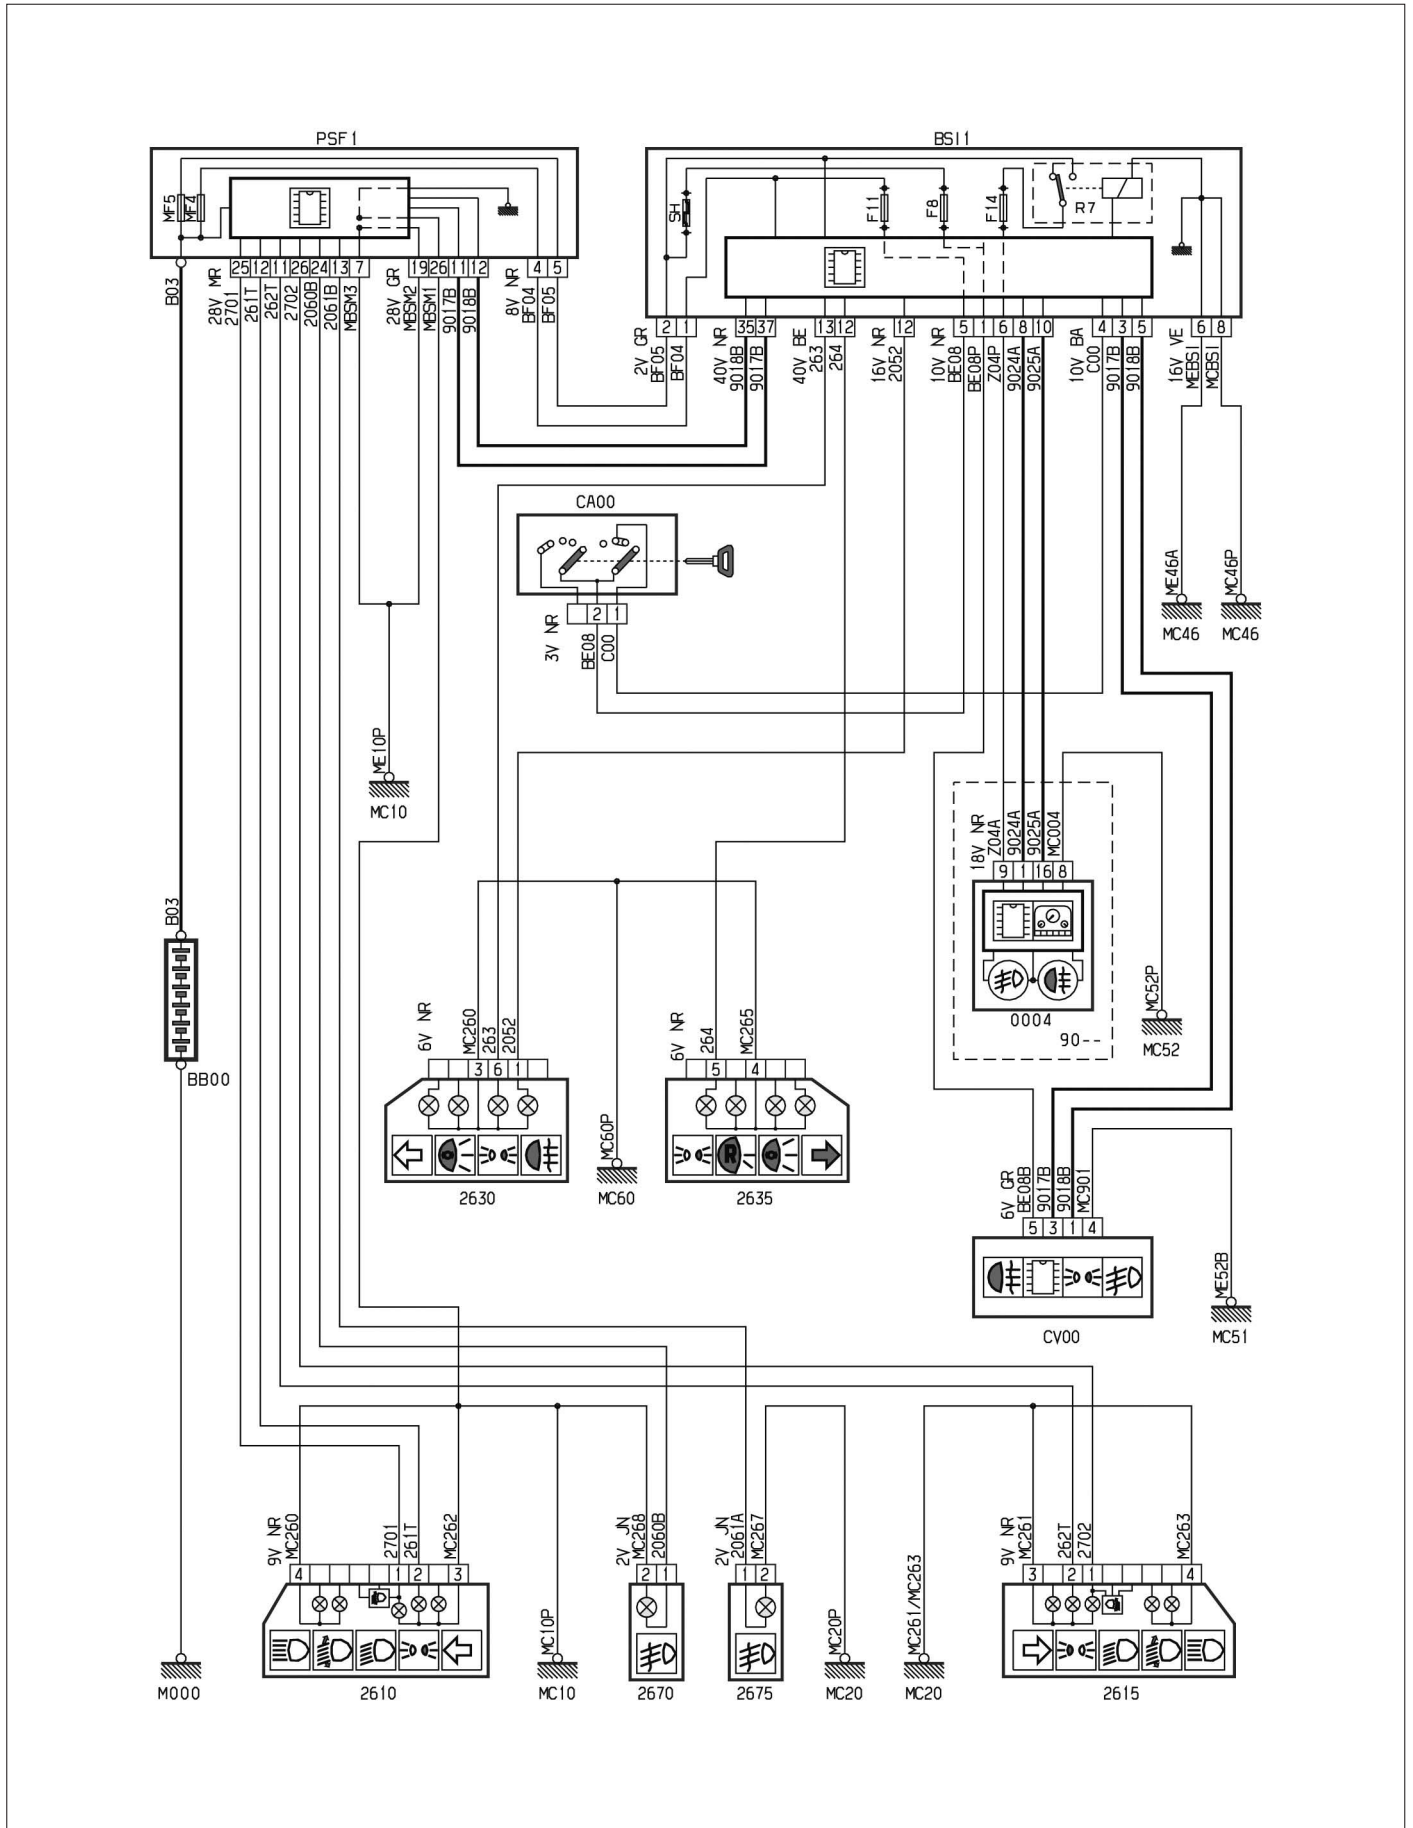 PSF1
BSI1
MF5
MF4
SH
F11
F8
F14
R7
25 12 11 26 24 13 7
19 26 11 12
4 5
B03
28V MR
2701
261T
262T
2702
2060B
2061B
MBSM3
28V GR
MBSM2
MBSM1
9017B
9018B
8V NR
BF04
BF05
2 1
35 37
13 12
12
5 1 6 8 10
4 3 5
6 8
2V GR
BF05
BF04
40V NR
9018B
9017B
40V BE
263
264
16V NR
2052
10V NR
BE08
BE08P
Z04P
9024A
9025A
10V BA
C00
9017B
9018B
16V VE
MEBSI
MCBSI
CA00
2 1
3V NR
BE08
C00
ME46A
MC46P
MC46
MC46
ME10P
MC10
18V NR
Z04A
9024A
9025A
MC004
9 1 16 8
0004
90--
MC52P
MC52
B03
BB00
6V NR
MC260
263
2052
3 6 1
2630
MC60P
MC60
6V NR
264
MC265
5 4
R
2635
6V GR
BE08B
9017B
9018B
MC901
5 3 1 4
CV00
ME52B
MC51
M000
9V NR
MC260
2701
261T
MC262
4 1 2 3
2610
MC10P
MC10
2V JN
MC268
2060B
2 1
2670
2V JN
2061A
MC267
1 2
2675
MC20P
MC20
MC261/MC263
MC20
9V NR
MC261
262T
2702
MC263
3 2 1 4
2615